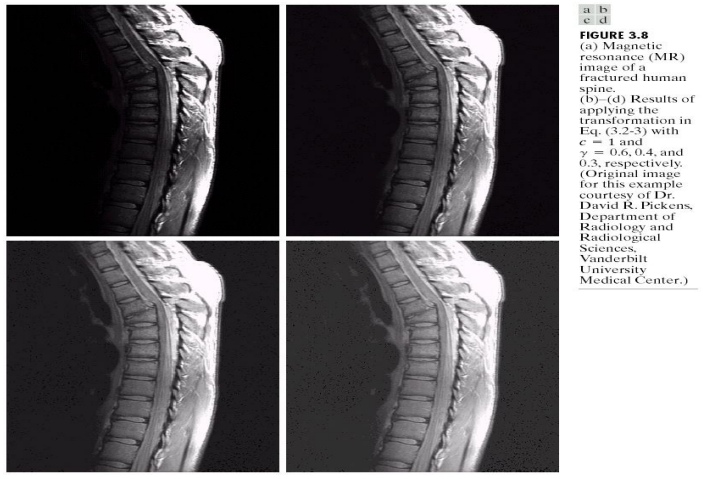 a b
c d
FIGURE 3.8
(a) Magnetic
resonance (MR)
image of a
fractured human
spine.
(b)–(d) Results of
applying the
transformation in
Eq. (3.2-3) with
c = 1 and
γ = 0.6, 0.4, and
0.3, respectively.
(Original image
for this example
courtesy of Dr.
David R. Pickens,
Department of
Radiology and
Radiological
Sciences,
Vanderbilt
University
Medical Center.)